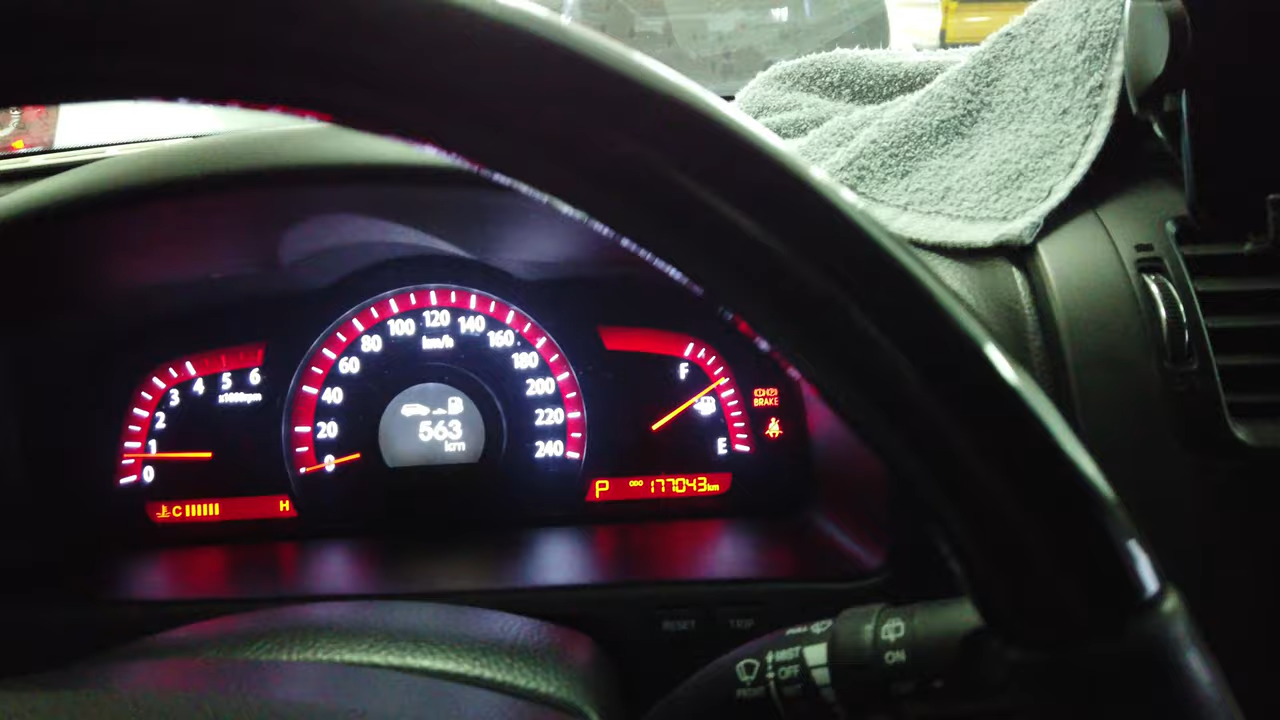 0
1
2
3
4
5
6
x1000rpm
C
H
0
20
40
60
80
100
120
140
160
180
200
220
240
km/h
563
km
F
E
BRAKE
P
ODO 177043km
RESET
TRIP
MIST
OFF
ON